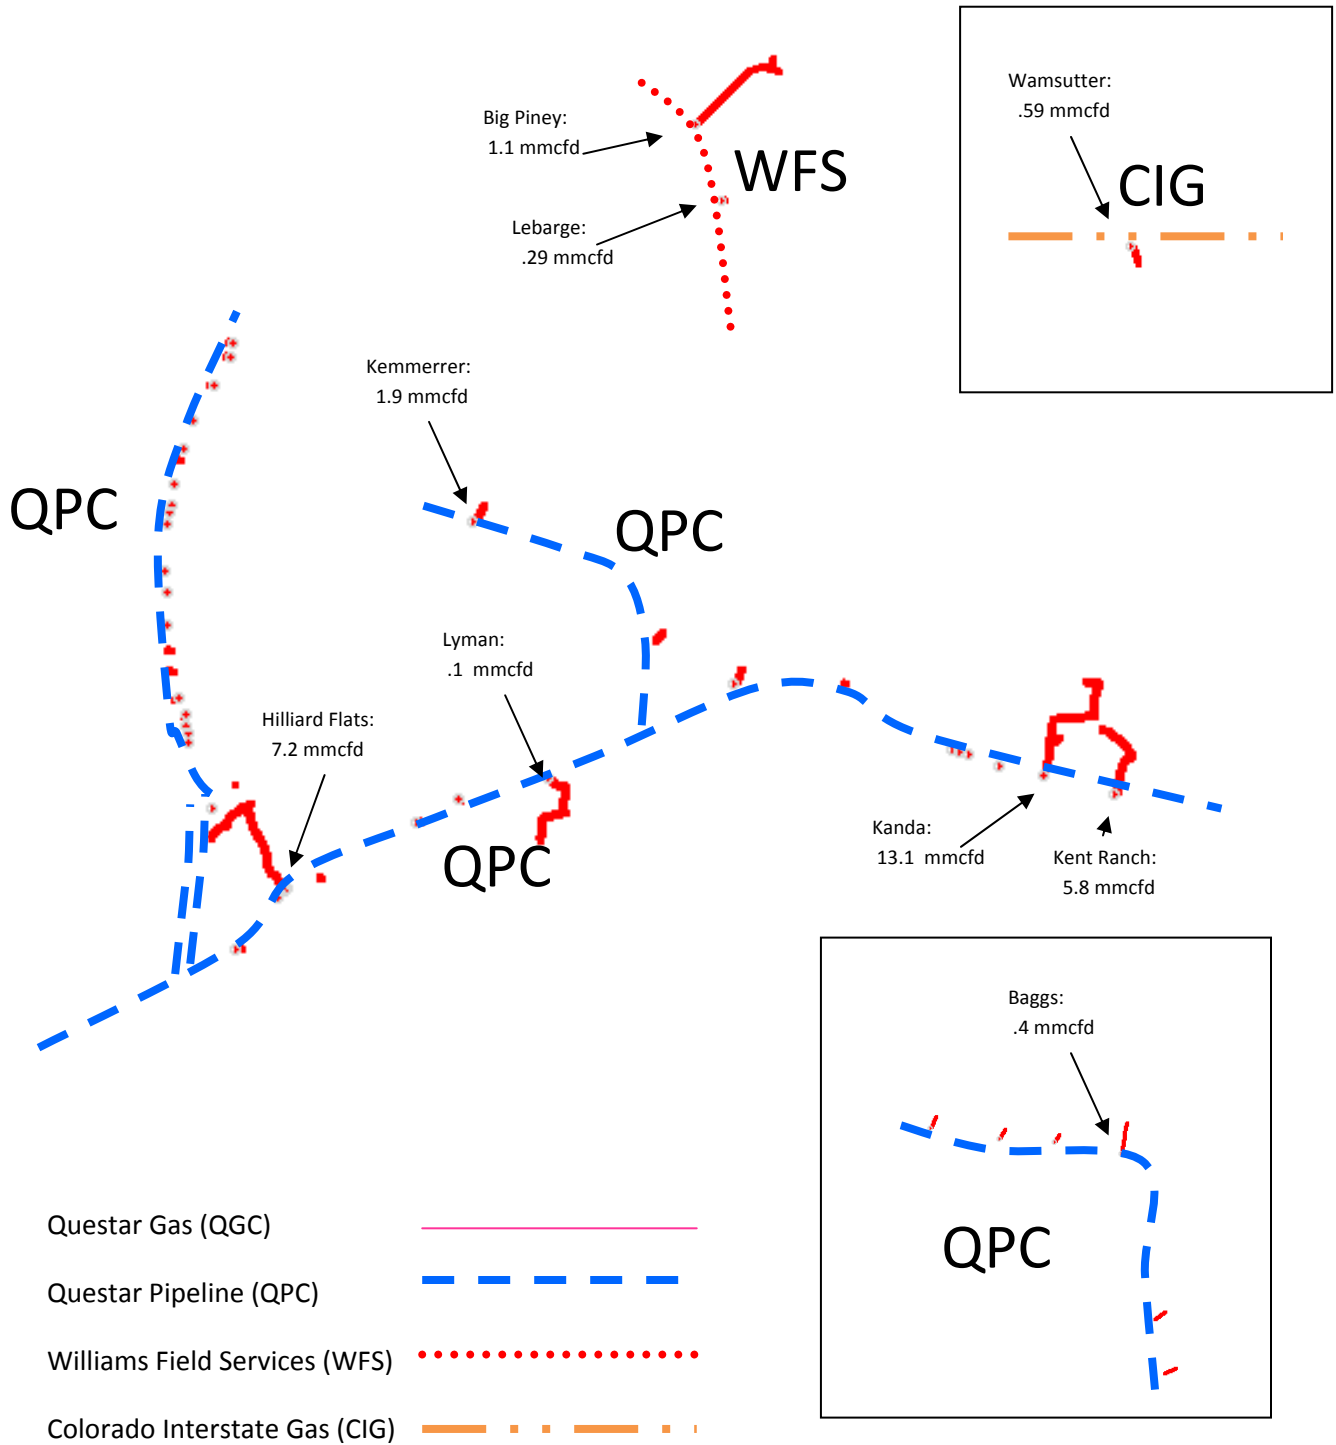 Wamsutter:
.59 mmcfd
CIG
Big Piney:
1.1 mmcfd
WFS
Lebarge:
.29 mmcfd
Kemmerrer:
1.9 mmcfd
QPC
QPC
Lyman:
.1 mmcfd
Hilliard Flats:
7.2 mmcfd
QPC
Kanda:
13.1 mmcfd
Kent Ranch:
5.8 mmcfd
Baggs:
.4 mmcfd
QPC
Questar Gas (QGC)
Questar Pipeline (QPC)
Williams Field Services (WFS)
Colorado Interstate Gas (CIG)